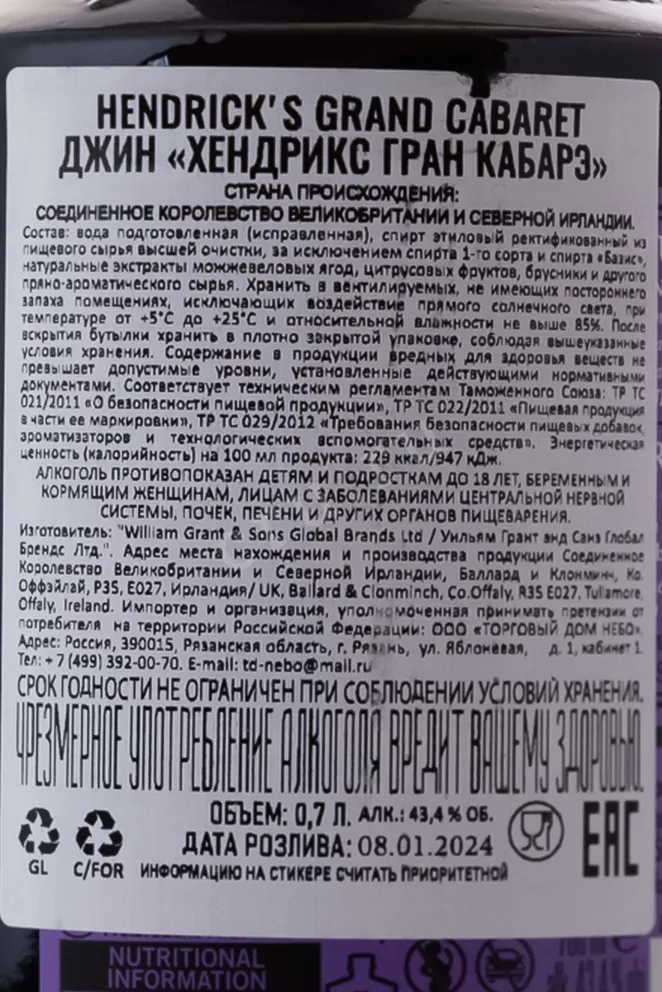 HENDRICK'S GRAND CABARET
ДЖИН «ХЕНДРИКС ГРАН КАБАРЭ»
СТРАНА ПРОИСХОЖДЕНИЯ:
СОЕДИНЕННОЕ КОРОЛЕВСТВО ВЕЛИКОБРИТАНИИ И СЕВЕРНОЙ ИРЛАНДИИ.
Состав: вода подготовленная (исправленная), спирт этиловый ректификованный из
пищевого сырья высшей очистки, за исключением спирта 1-го сорта и спирта «Базис»,
натуральные экстракты можжевеловых ягод, цитрусовых фруктов, брусники и другого
пряно-ароматического сырья. Хранить в вентилируемых, не имеющих постороннего
запаха помещениях, исключающих воздействие прямого солнечного света, при
температуре от +5°С до +25°С и относительной влажности не выше 85%. После
вскрытия бутылки хранить в плотно закрытой упаковке, соблюдая вышеуказанные
условия хранения. Содержание в продукции вредных для здоровья веществ не
превышает допустимые уровни, установленные действующими нормативными
документами. Соответствует техническим регламентам Таможенного Союза: ТР ТС
021/2011 «О безопасности пищевой продукции», ТР ТС 022/2011 «Пищевая продукция
в части ее маркировки», ТР ТС 029/2012 «Требования безопасности пищевых добавок,
ароматизаторов и технологических вспомогательных средств». Энергетическая
ценность (калорийность) на 100 мл продукта: 229 ккал/947 кДж.
АЛКОГОЛЬ ПРОТИВОПОКАЗАН ДЕТЯМ И ПОДРОСТКАМ ДО 18 ЛЕТ, БЕРЕМЕННЫМ И
КОРМЯЩИМ ЖЕНЩИНАМ, ЛИЦАМ С ЗАБОЛЕВАНИЯМИ ЦЕНТРАЛЬНОЙ НЕРВНОЙ
СИСТЕМЫ, ПОЧЕК, ПЕЧЕНИ И ДРУГИХ ОРГАНОВ ПИЩЕВАРЕНИЯ.
Изготовитель: "William Grant & Sons Global Brands Ltd / Уильям Грант энд Санз Глобал
Брендс Лтд.". Адрес места нахождения и производства продукции Соединенное
Королевство Великобритании и Северной Ирландии, Баллард и Клонминч, Ко.
Оффэйлай, Р35, Е027, Ирландия/ UK, Ballard & Clonminch, Co.Offaly, R35 E027, Tullamore,
Offaly, Ireland. Импортер и организация, уполномоченная принимать претензии от
потребителя на территории Российской Федерации: ООО «ТОРГОВЫЙ ДОМ НЕБО».
Адрес: Россия, 390015, Рязанская область, г. Рязань, ул. Яблоневая, д. 1, кабинет 1.
Тел: + 7 (499) 392-00-70. E-mail: td-nebo@mail.ru
СРОК ГОДНОСТИ НЕ ОГРАНИЧЕН ПРИ СОБЛЮДЕНИИ УСЛОВИЙ ХРАНЕНИЯ.
ЧРЕЗМЕРНОЕ УПОТРЕБЛЕНИЕ АЛКОГОЛЯ ВРЕДИТ ВАШЕМУ ЗДОРОВЬЮ.
ОБЪЕМ: 0,7 Л. АЛК.: 43,4 % ОБ.
ДАТА РОЗЛИВА: 08.01.2024
EAC
GL C/FOR ИНФОРМАЦИЮ НА СТИКЕРЕ СЧИТАТЬ ПРИОРИТЕТНОЙ
NUTRITIONAL
INFORMATION